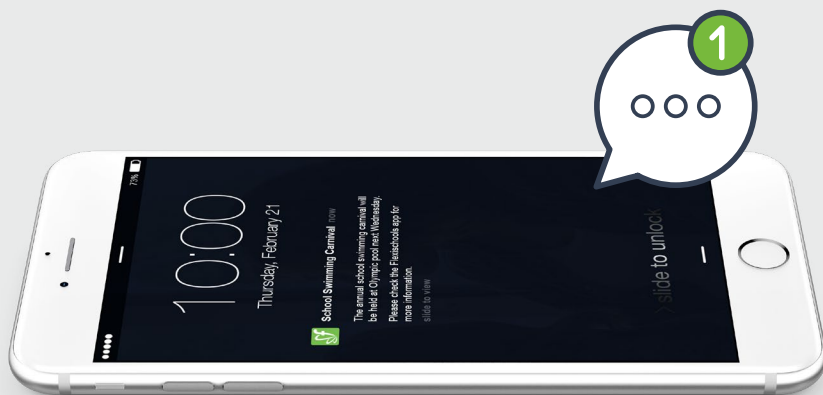 1
73%
10:00
Thursday, February 21
School Swimming Carnival now
The annual school swimming carnival will
be held at Olympic pool next Wednesday.
Please check the Flexischools app for
more information.
slide to view
>slide to unlock